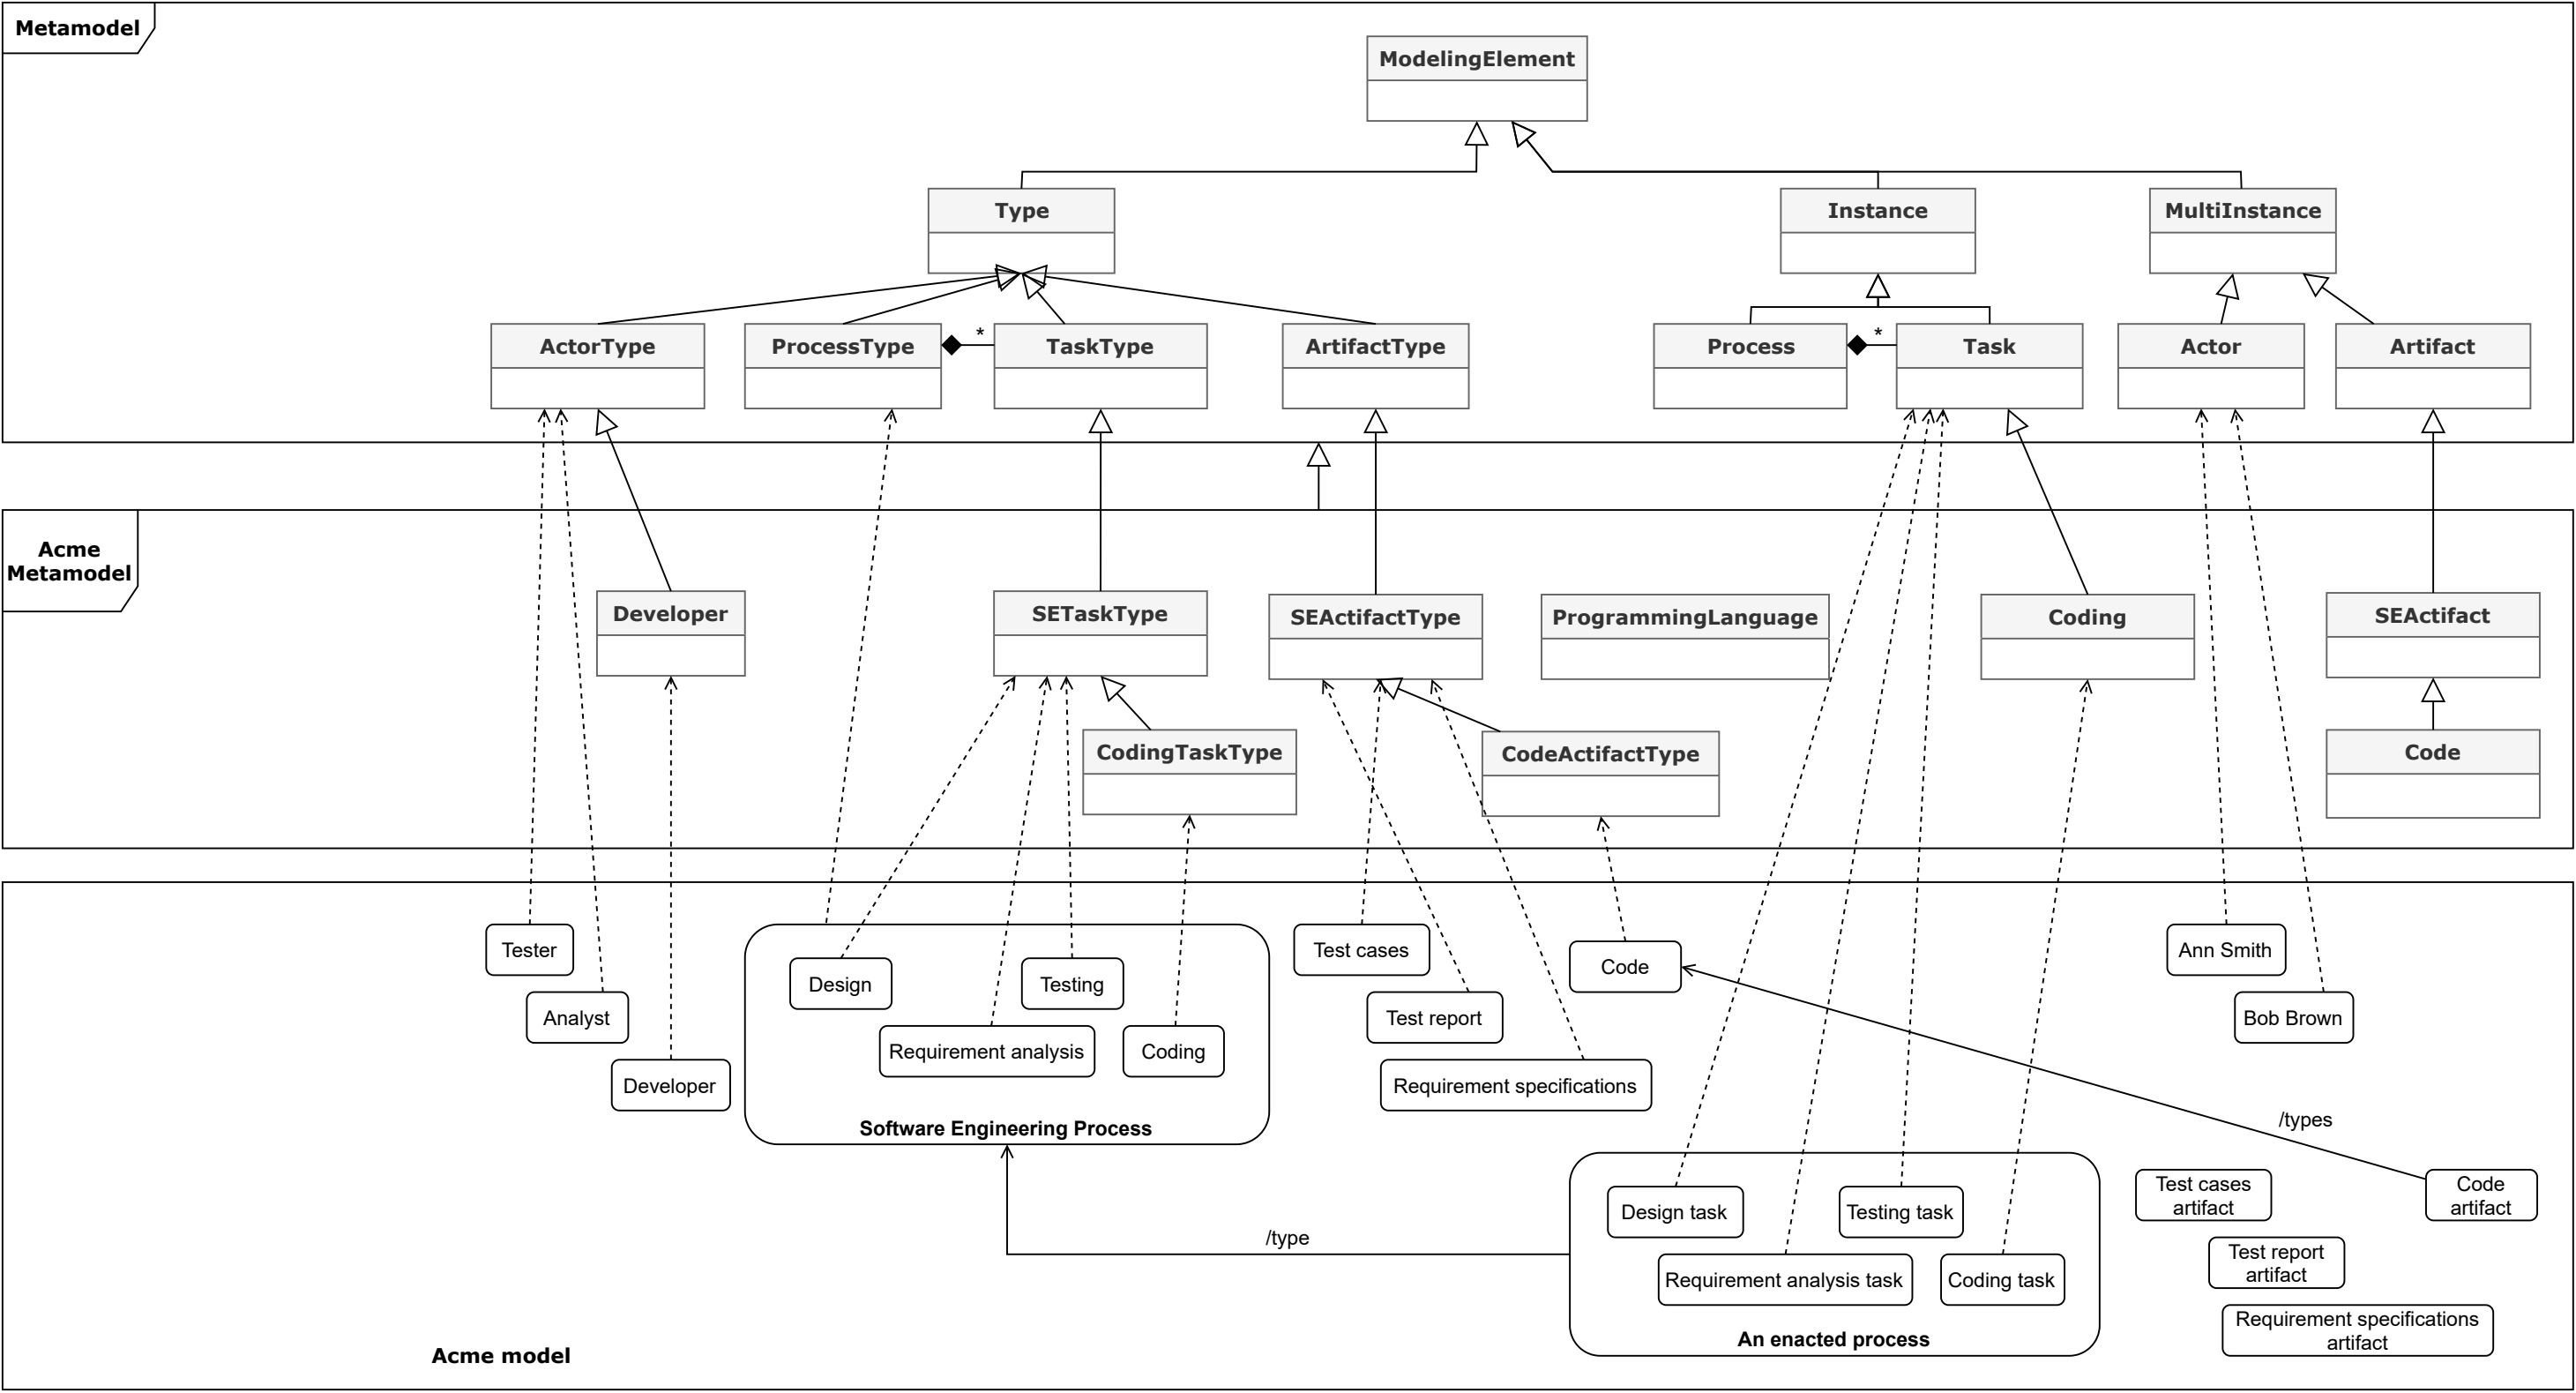 Metamodel
ModelingElement
Type
Instance
MultiInstance
ActorType
ProcessType
*
TaskType
ArtifactType
Process
*
Task
Actor
Artifact
Acme
Metamodel
Developer
SETaskType
SEActifactType
ProgrammingLanguage
Coding
SEActifact
CodingTaskType
CodeActifactType
Code
Tester
Analyst
Developer
Design
Testing
Requirement analysis
Coding
Software Engineering Process
Test cases
Test report
Requirement specifications
Code
Ann Smith
Bob Brown
/types
/type
Design task
Testing task
Requirement analysis task
Coding task
An enacted process
Test cases
artifact
Code
artifact
Test report
artifact
Requirement specifications
artifact
Acme model